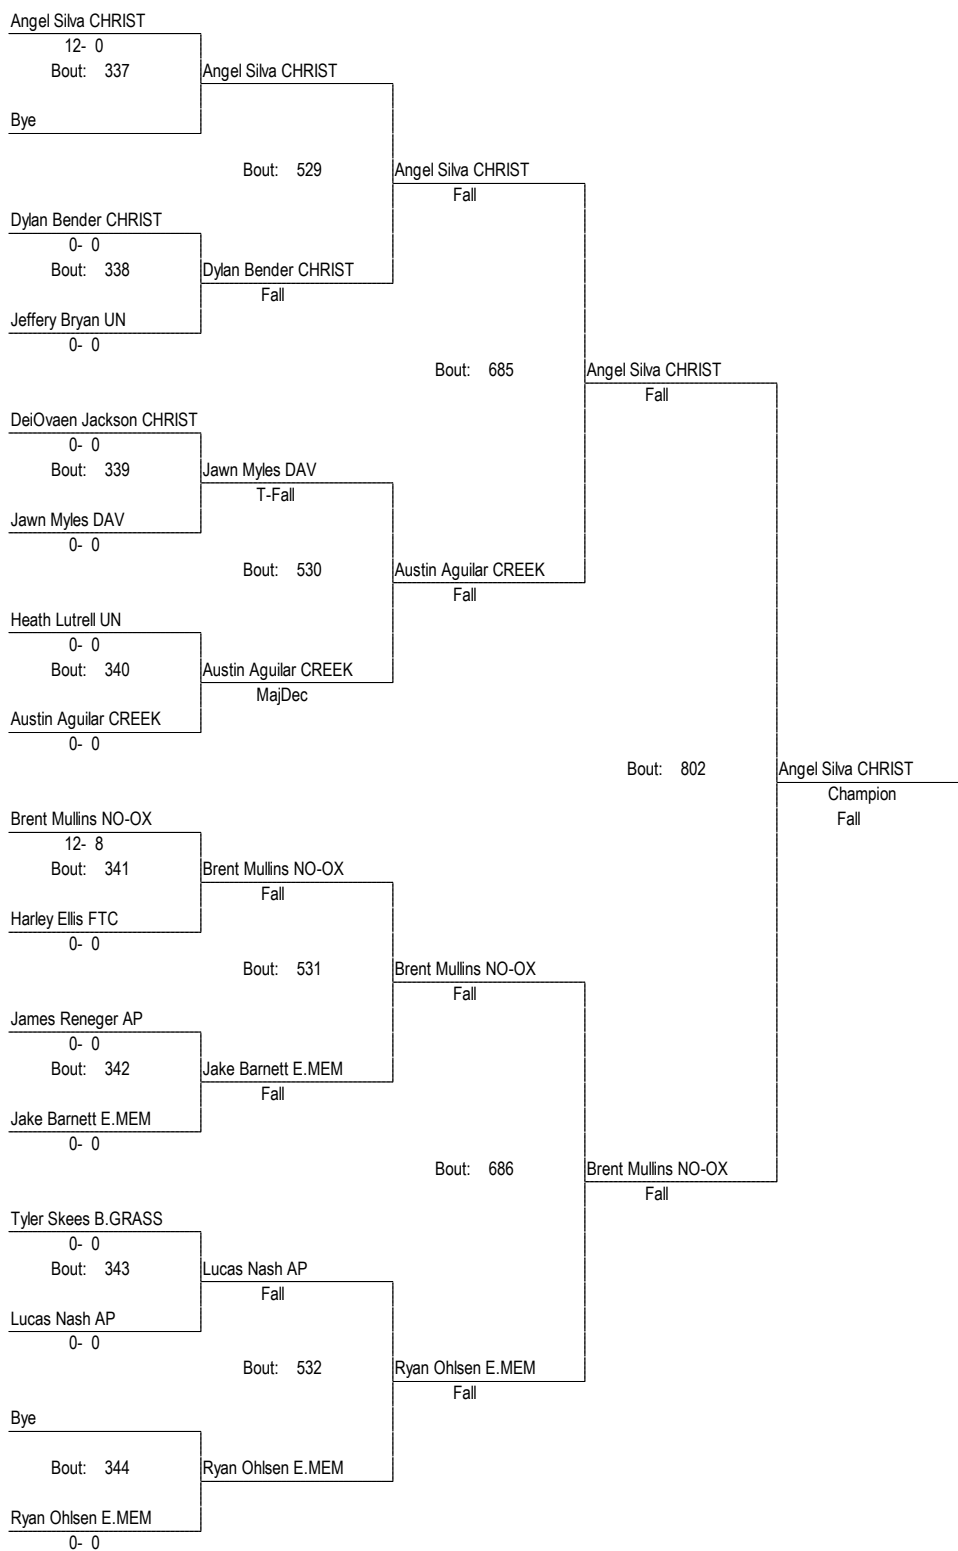 Angel Silva CHRIST
12- 0
Bout: 337
Angel Silva CHRIST
Bye
Bout: 529
Angel Silva CHRIST
Fall
Dylan Bender CHRIST
0- 0
Bout: 338
Dylan Bender CHRIST
Fall
Jeffery Bryan UN
0- 0
Bout: 685
Angel Silva CHRIST
Fall
DeiOvaen Jackson CHRIST
0- 0
Bout: 339
Jawn Myles DAV
T-Fall
Jawn Myles DAV
0- 0
Bout: 530
Austin Aguilar CREEK
Fall
Heath Lutrell UN
0- 0
Bout: 340
Austin Aguilar CREEK
MajDec
Austin Aguilar CREEK
0- 0
Bout: 802
Angel Silva CHRIST
Champion
Fall
Brent Mullins NO-OX
12- 8
Bout: 341
Brent Mullins NO-OX
Fall
Harley Ellis FTC
0- 0
Bout: 531
Brent Mullins NO-OX
Fall
James Reneger AP
0- 0
Bout: 342
Jake Barnett E.MEM
Fall
Jake Barnett E.MEM
0- 0
Bout: 686
Brent Mullins NO-OX
Fall
Tyler Skees B.GRASS
0- 0
Bout: 343
Lucas Nash AP
Fall
Lucas Nash AP
0- 0
Bout: 532
Ryan Ohlsen E.MEM
Fall
Bye
Bout: 344
Ryan Ohlsen E.MEM
Ryan Ohlsen E.MEM
0- 0